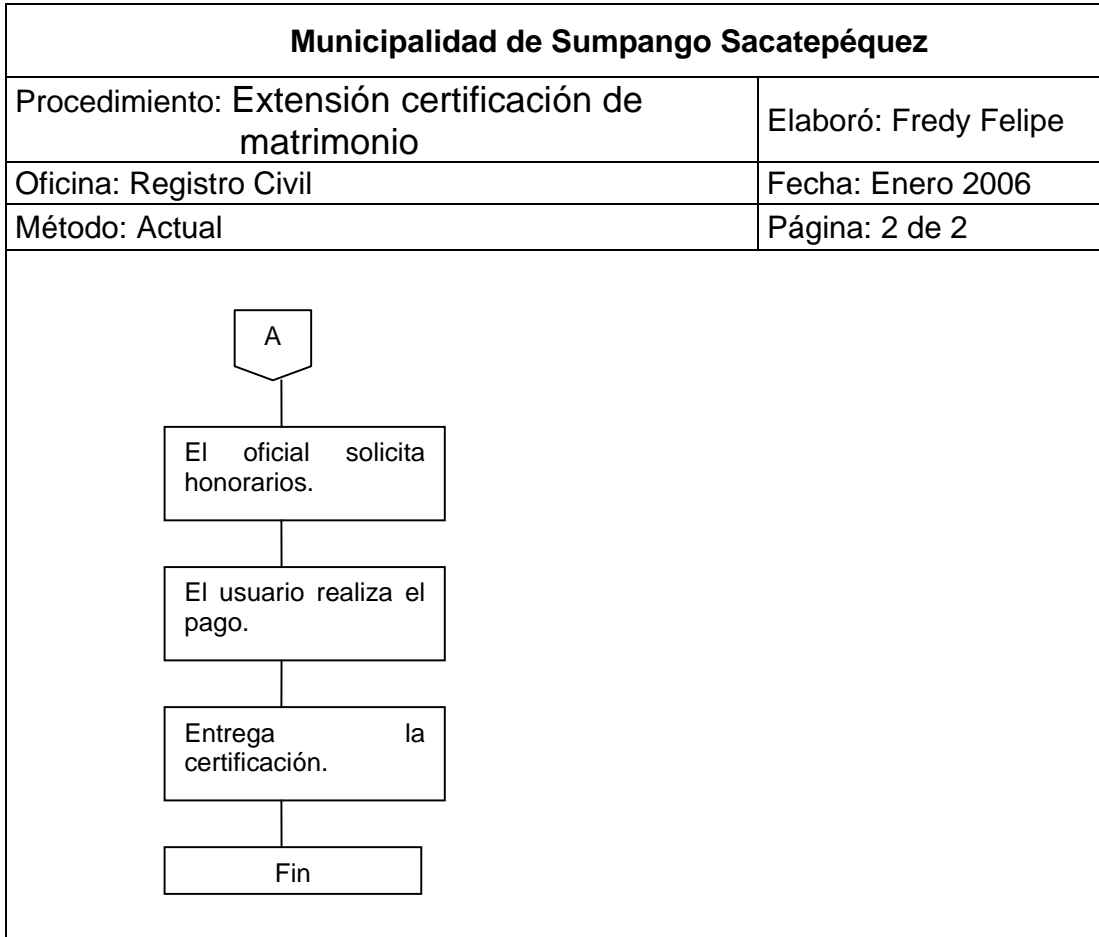 Municipalidad de Sumpango Sacatepéquez
Procedimiento: Extensión certificación de
matrimonio
Elaboró: Fredy Felipe
Oficina: Registro Civil
Fecha: Enero 2006
Método: Actual
Página: 2 de 2
A
El oficial solicita
honorarios.
El usuario realiza el
pago.
Entrega la
certificación.
Fin